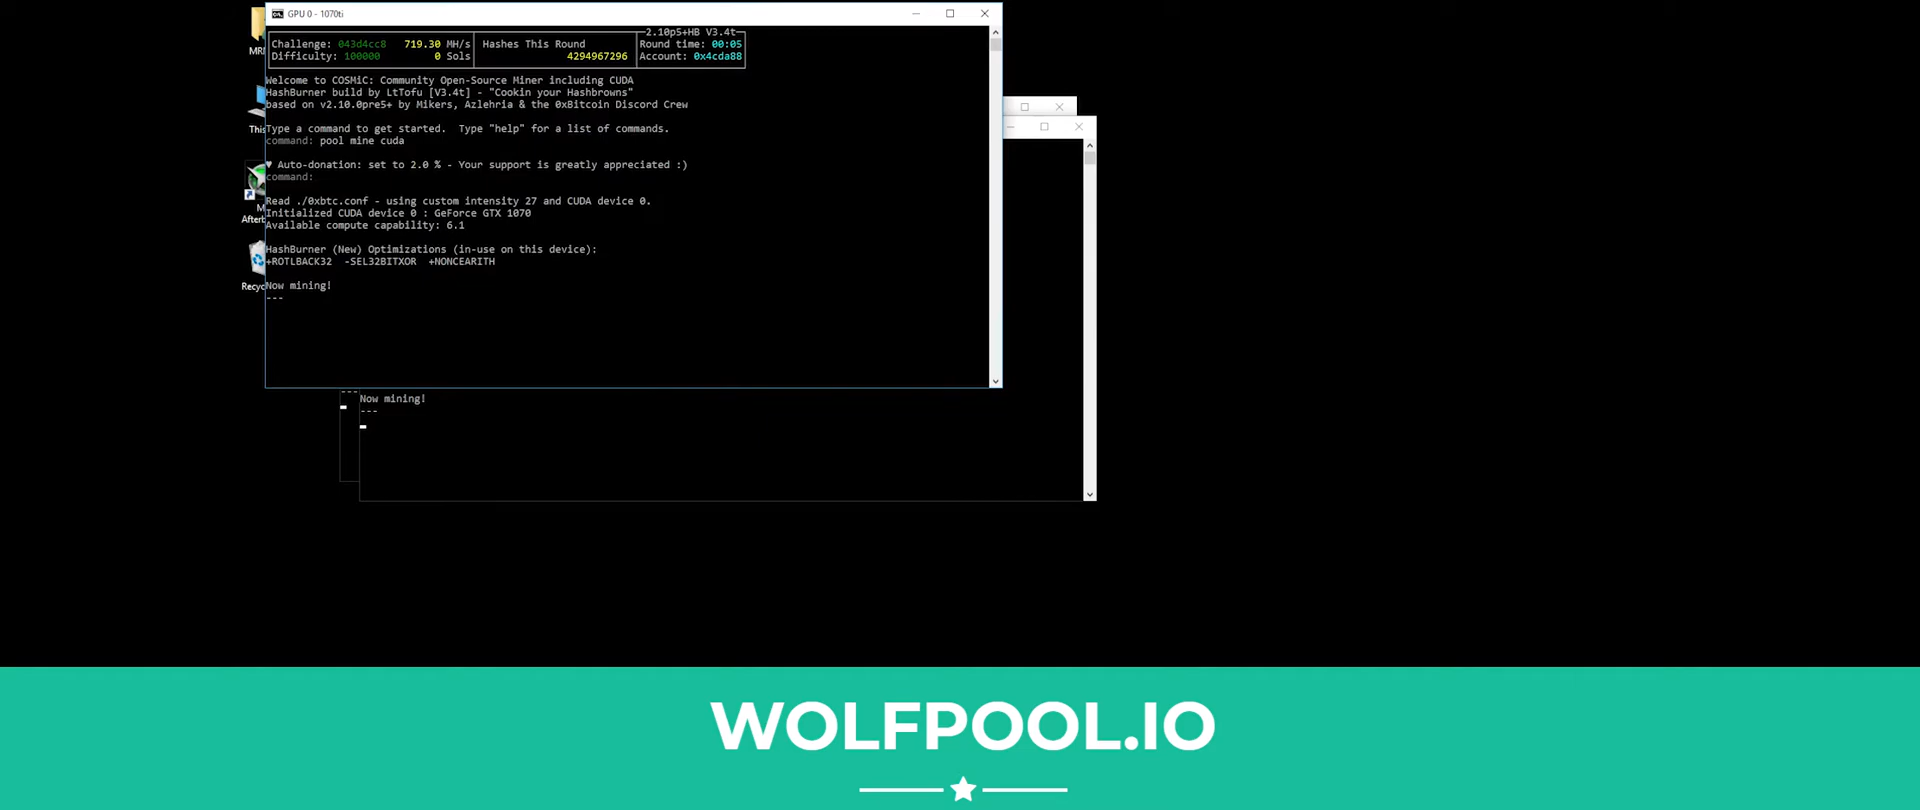 GPU 0 - 1070ti
2.10p5+HB V3.4t
Challenge: 043d4cc8 719.30 MH/s Hashes This Round Round time: 00:05
Difficulty: 100000 0 Sols 4294967296 Account: 0x4cda88
Welcome to COSMiC: Community Open-Source Miner including CUDA
HashBurner build by LtTofu [V3.4t] - "Cookin your Hashbrowns"
based on v2.10.0pre5+ by Mikers, Azlehria & the 0xBitcoin Discord Crew
Type a command to get started. Type "help" for a list of commands.
command: pool mine cuda
♥ Auto-donation: set to 2.0 % - Your support is greatly appreciated :)
command:
Read ./0xbtc.conf - using custom intensity 27 and CUDA device 0.
Initialized CUDA device 0 : GeForce GTX 1070
Available compute capability: 6.1
HashBurner (New) Optimizations (in-use on this device):
+ROTLBACK32 -SEL32BITXOR +NONCEARITH
Now mining!
---
MRI
This
M
Afterb
Recyc
---
Now mining!
---
WOLFPOOL.IO